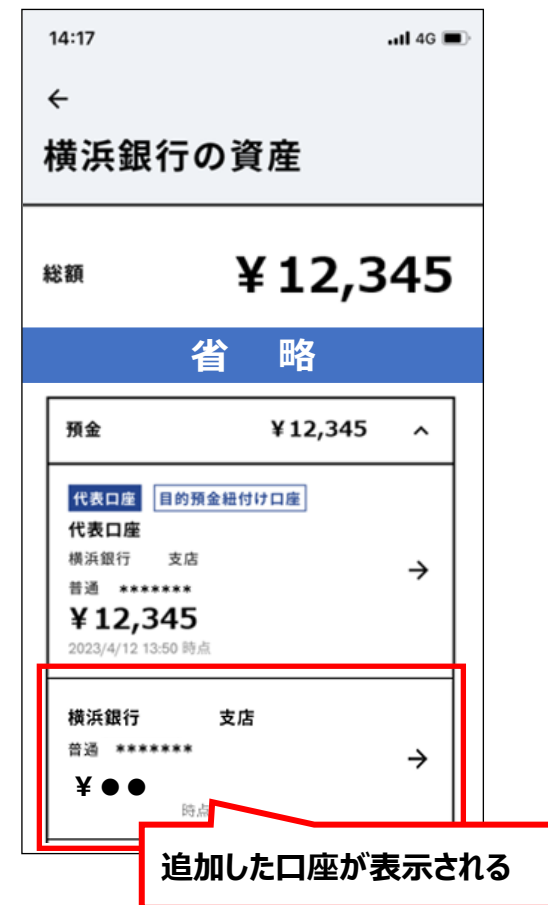 14:17 4G
←
横浜銀行の資産
総額 ¥12,345
省 略
預金 ¥12,345
代表口座 目的預金紐付け口座
代表口座
横浜銀行 支店
普通 *******
→
¥12,345
2023/4/12 13:50 時点
横浜銀行 支店
普通 *******
→
¥●●
時点
追加した口座が表示される